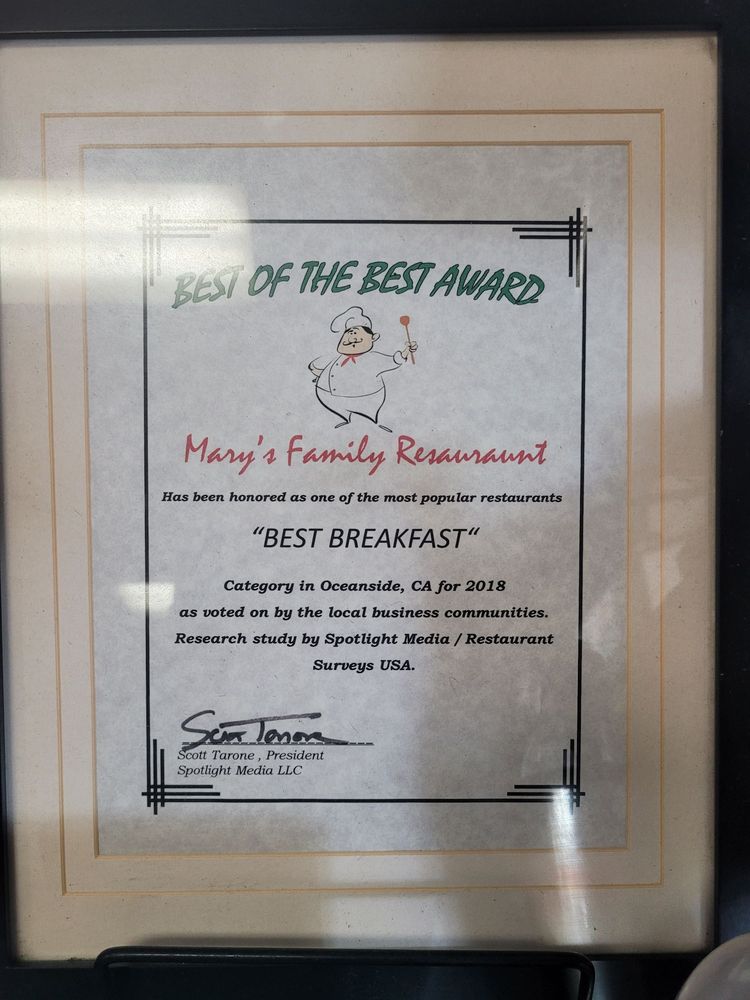 BEST OF THE BEST AWARD
Mary's Family Resauraunt
Has been honored as one of the most popular restaurants
“BEST BREAKFAST“
Category in Oceanside, CA for 2018
as voted on by the local business communities.
Research study by Spotlight Media / Restaurant
Surveys USA.
Scott Tarone
Scott Tarone , President
Spotlight Media LLC